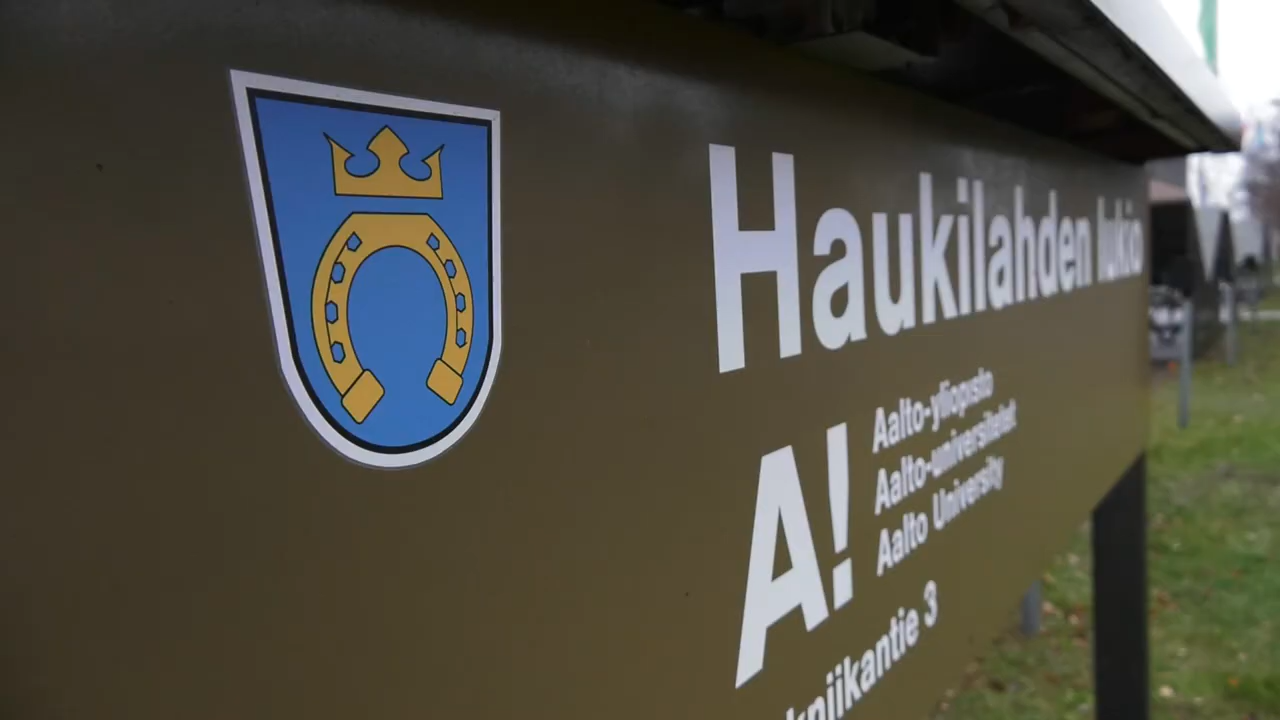 Haukilahden lukio
A!
Aalto-yliopisto
Aalto-universitetet
Aalto University
kniikantie 3